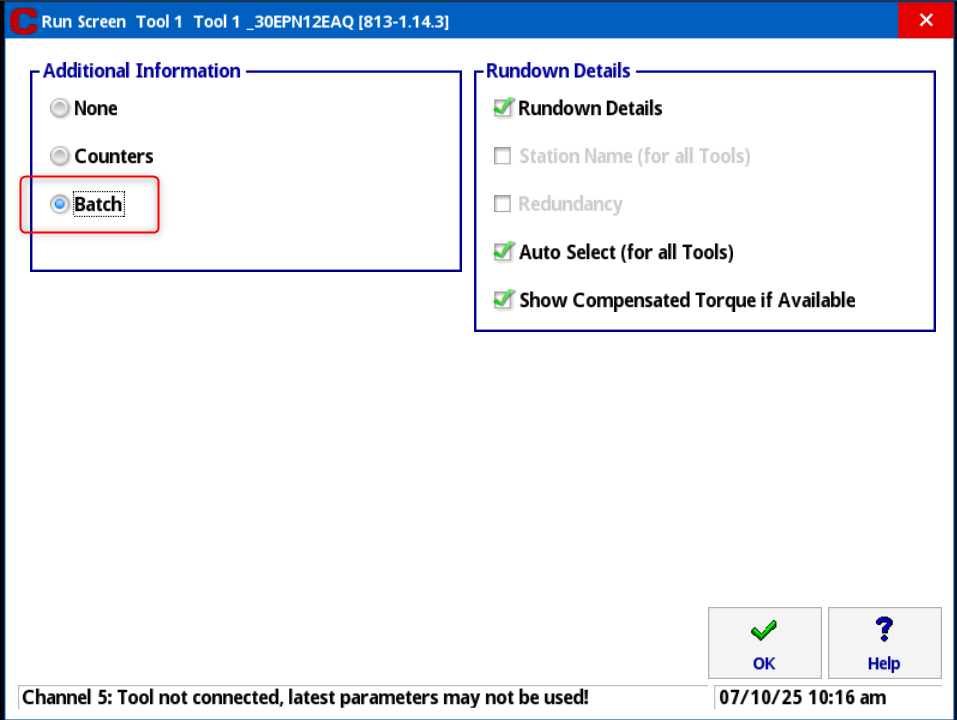 Run Screen Tool 1 Tool 1 _30EPN12EAQ [813-1.14.3]
Additional Information
None
Counters
Batch
Rundown Details
Rundown Details
Station Name (for all Tools)
Redundancy
Auto Select (for all Tools)
Show Compensated Torque if Available
OK
Help
Channel 5: Tool not connected, latest parameters may not be used!
07/10/25 10:16 am